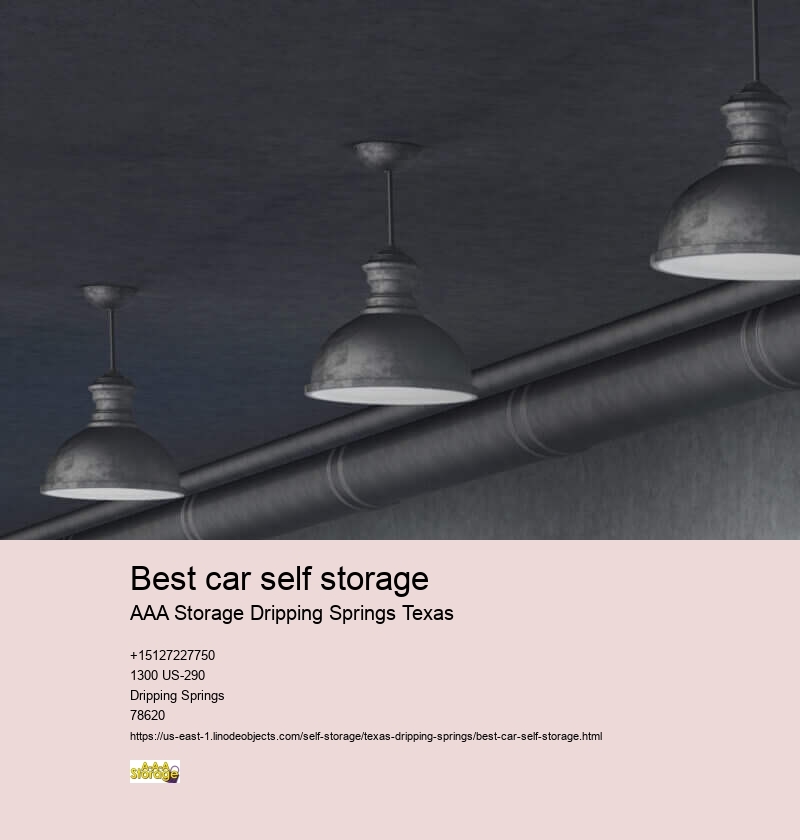 Best car self storage
AAA Storage Dripping Springs Texas
+15127227750
1300 US-290
Dripping Springs
78620
https://us-east-1.linodeobjects.com/self-storage/texas-dripping-springs/best-car-self-storage.html
AAA
Storage